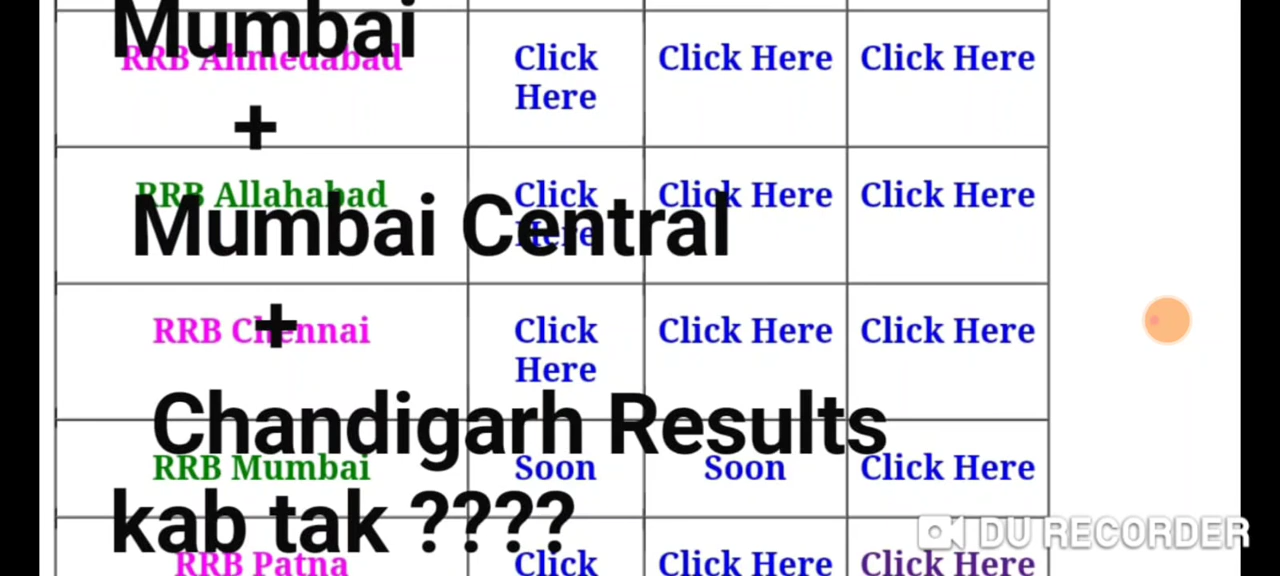 Mumbai
RRB Ahmedabad Click Here Click Here Click Here
+
RRB Allahabad Click Here Click Here Click Here
Mumbai Central
+
RRB Chennai Click Here Click Here Click Here
Chandigarh Results
RRB Mumbai Soon Soon Click Here
kab tak ????
RRB Patna Click Click Here Click Here
DU RECORDER